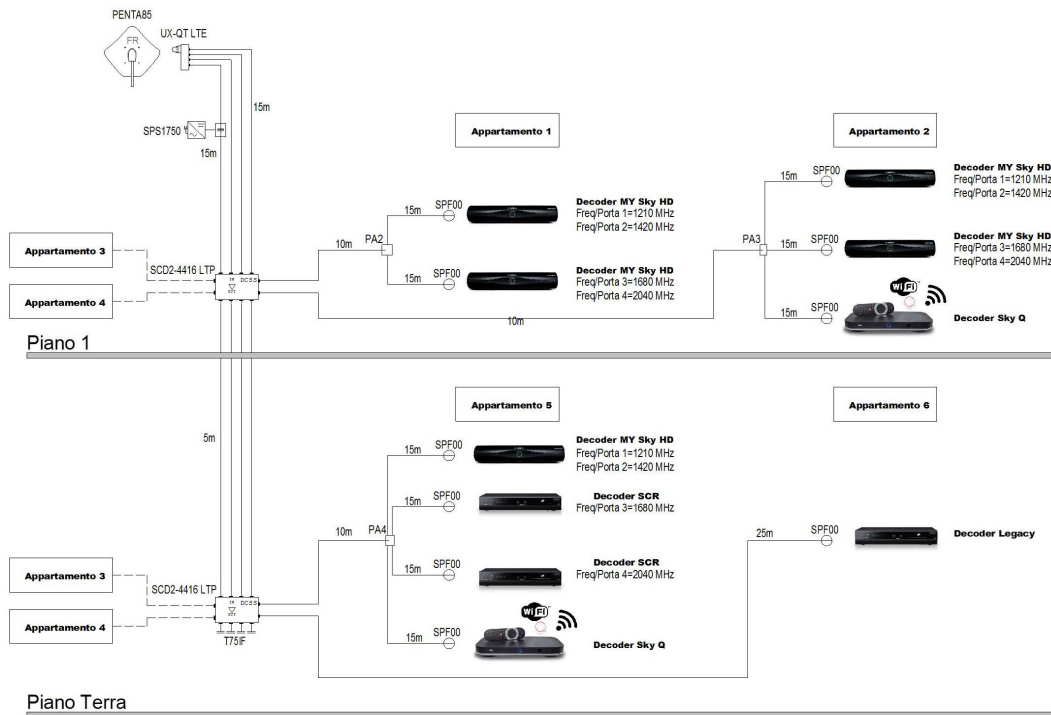 PENTA85
FR
UX-QT LTE
15m
SPS1750
15m
Appartamento 1
Appartamento 2
15m
SPF00
Decoder MY Sky HD
Freq/Porta 1=1210 MHz
Freq/Porta 2=1420 MHz
15m
SPF00
Decoder MY Sky HD
Freq/Porta 1=1210 MHz
Freq/Porta 2=1420 MHz
10m
PA2
PA3
15m
SPF00
Decoder MY Sky HD
Freq/Porta 3=1680 MHz
Freq/Porta 4=2040 MHz
Appartamento 3
SCD2-4416 LTP
15m
SPF00
Decoder MY Sky HD
Freq/Porta 3=1680 MHz
Freq/Porta 4=2040 MHz
IN
DCSS
OUT
Appartamento 4
WiFi
15m
SPF00
Decoder Sky Q
10m
Piano 1
Appartamento 5
Appartamento 6
5m
15m
SPF00
Decoder MY Sky HD
Freq/Porta 1=1210 MHz
Freq/Porta 2=1420 MHz
15m
SPF00
Decoder SCR
Freq/Porta 3=1680 MHz
10m
PA4
25m
SPF00
Decoder Legacy
15m
SPF00
Decoder SCR
Freq/Porta 4=2040 MHz
Appartamento 3
SCD2-4416 LTP
IN
DCSS
OUT
Appartamento 4
T75IF
WiFi
15m
SPF00
Decoder Sky Q
Piano Terra